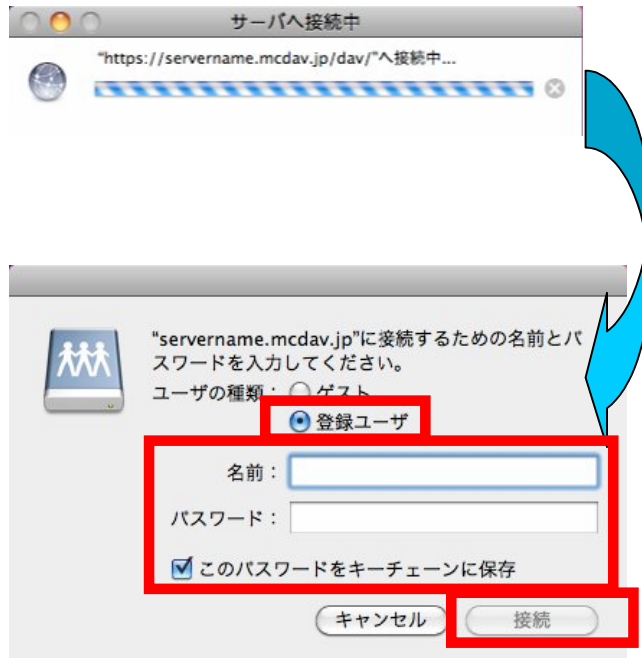 サーバへ接続中
“https://servername.mcdav.jp/dav/”へ接続中...
“servername.mcdav.jp”に接続するための名前とパ
スワードを入力してください。
ユーザの種類： ゲスト
登録ユーザ
名前：
パスワード：
このパスワードをキーチェーンに保存
キャンセル 接続